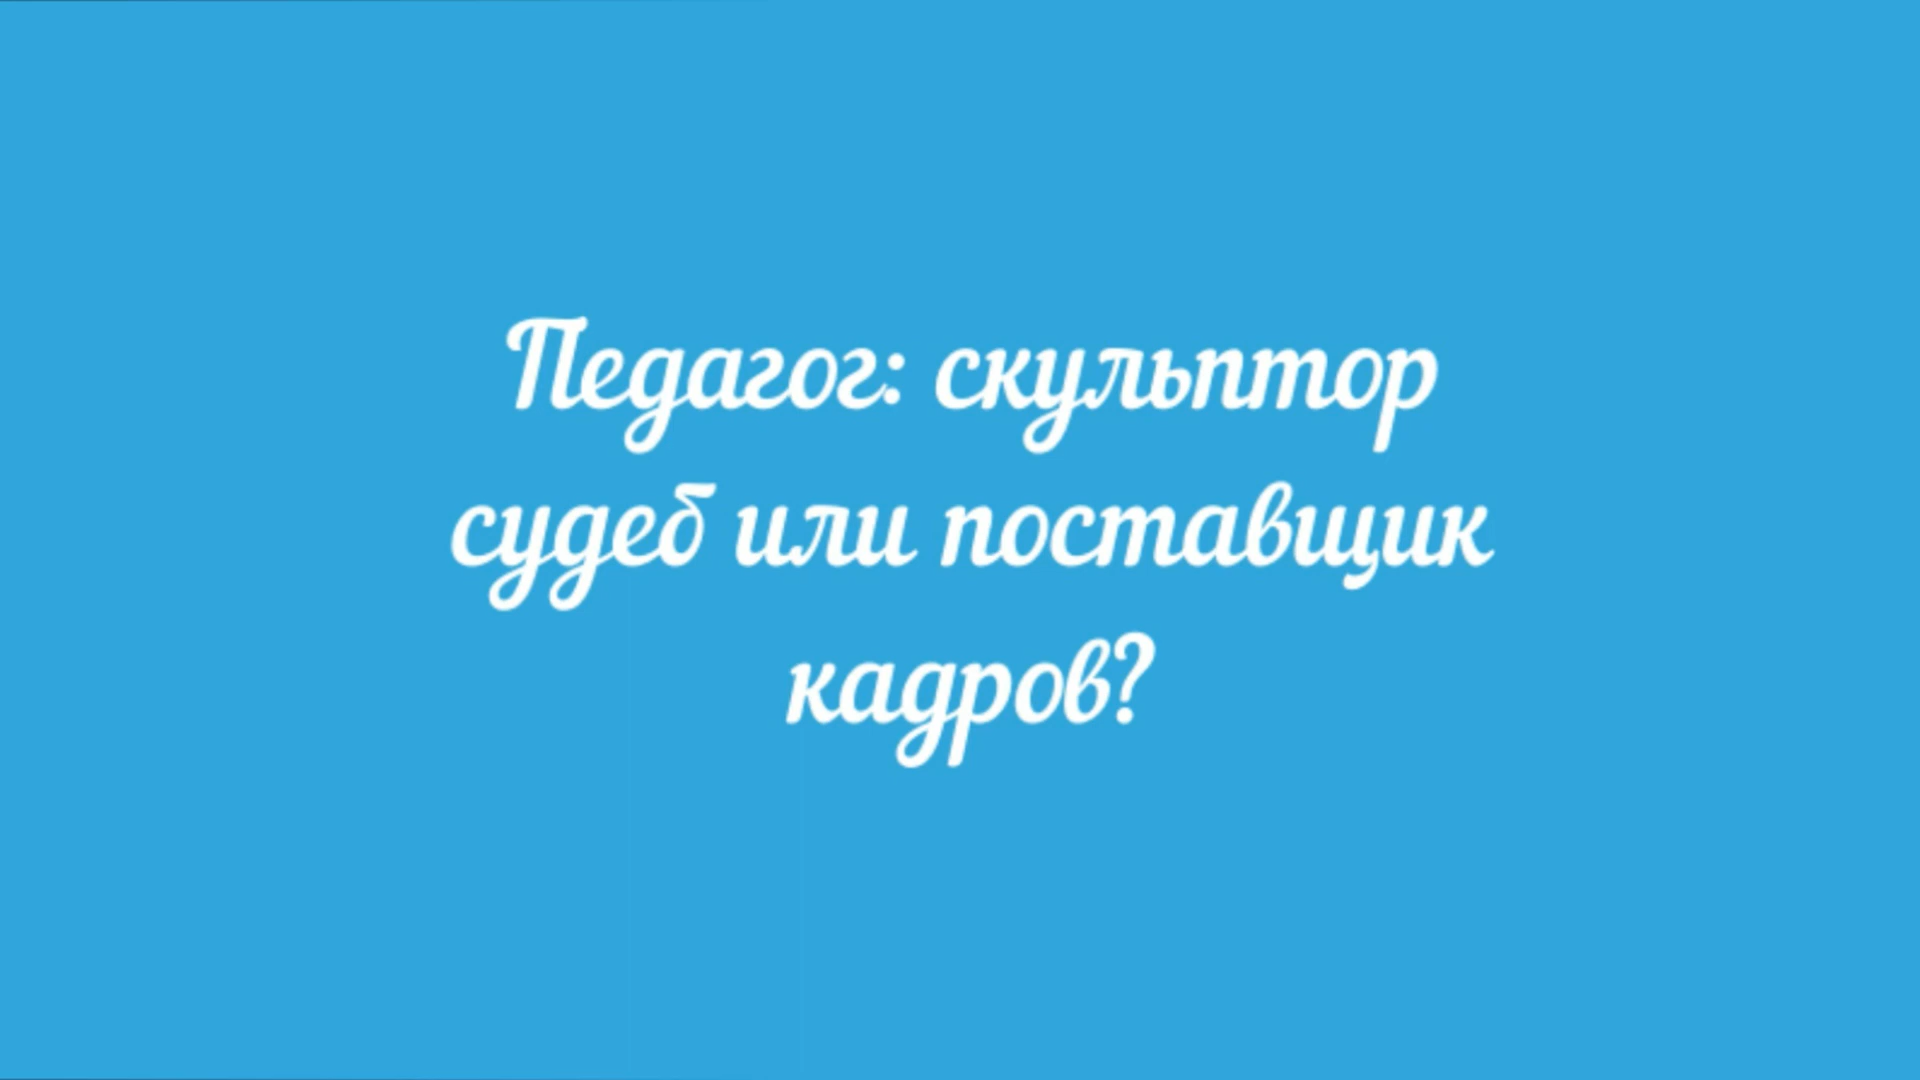 Педагог: скульптор
судеб или поставщик
кадров?